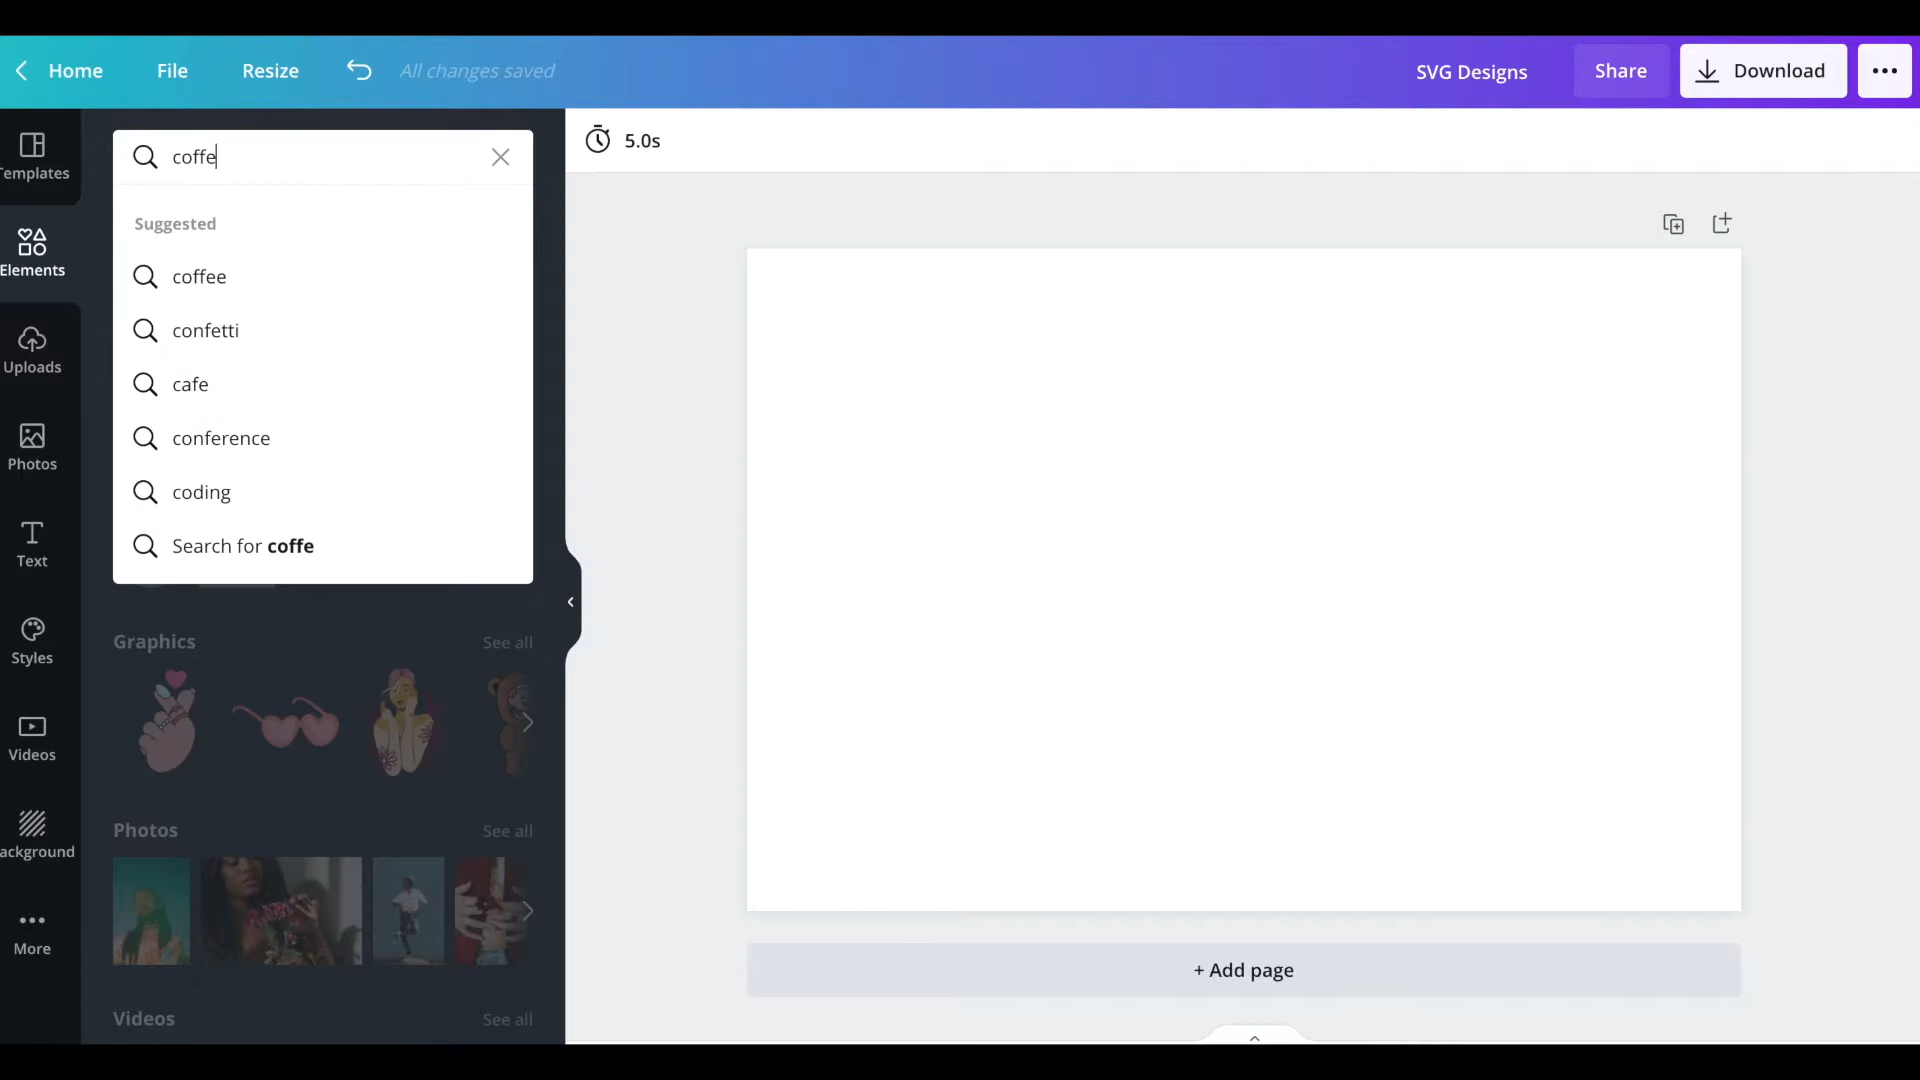 Home File Resize All changes saved SVG Designs Share Download
Templates
Elements
Uploads
Photos
Text
Styles
Videos
ackground
More
coffe
Suggested
coffee
confetti
cafe
conference
coding
Search for coffe
Graphics See all
Photos See all
Videos See all
5.0s
+ Add page